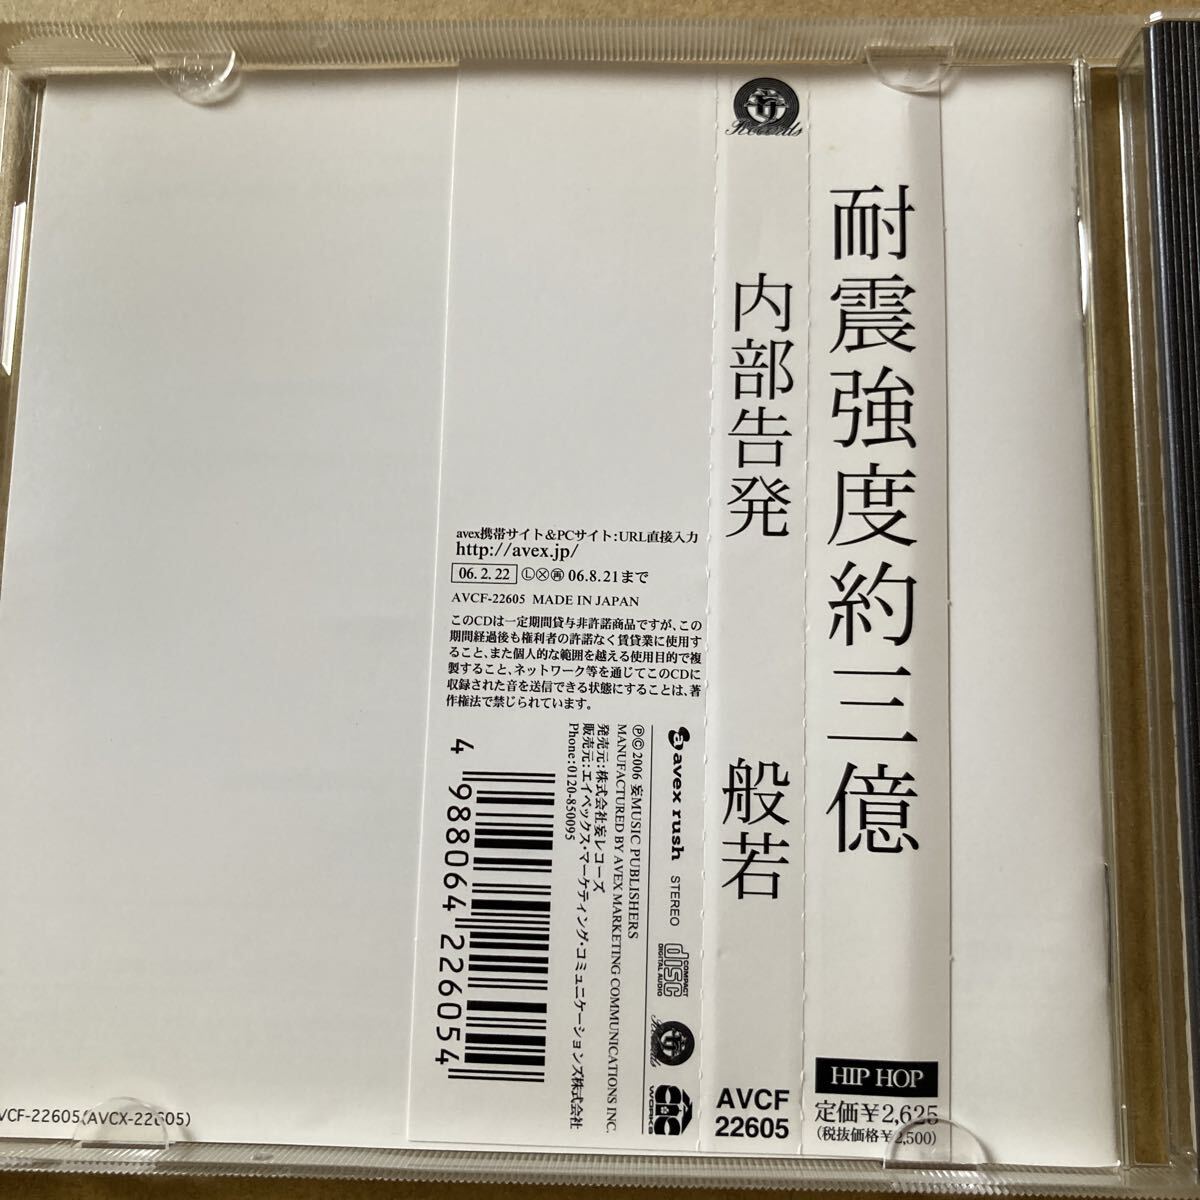 耐震強度約三億
HIP HOP
定価¥2,625
(税抜価格¥2,500)
Records
内部告発
般若
AVCF
22605
avex携帯サイト&PCサイト:URL直接入力
http://avex.jp/
06.2.22 Ⓛ🅧㊢ 06.8.21まで
AVCF-22605 MADE IN JAPAN
このCDは一定期間貸与非許諾商品ですが、この
期間経過後も権利者の許諾なく賃貸業に使用す
ること、また個人的な範囲を越える使用目的で複
製すること、ネットワーク等を通じてこのCDに
収録された音を送信できる状態にすることは、著
作権法で禁じられています。
avex rush STEREO COMPACT disc DIGITAL AUDIO Records WORKS
Ⓟ©2006 妄MUSIC PUBLISHERS
MANUFACTURED BY AVEX MARKETING COMMUNICATIONS INC.
発売元:株式会社妄レコーズ
販売元:エイベックス・マーケティング・コミュニケーションズ株式会社
Phone:0120-850095
4 988064 226054
VCF-22605(AVCX-22605)